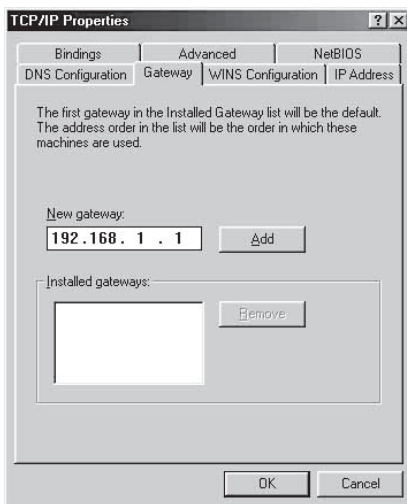 TCP/IP Properties
Bindings Advanced NetBIOS
DNS Configuration Gateway WINS Configuration IP Address
The first gateway in the Installed Gateway list will be the default.
The address order in the list will be the order in which these
machines are used.
New gateway:
192.168. 1 . 1 Add
Installed gateways:
Remove
OK Cancel